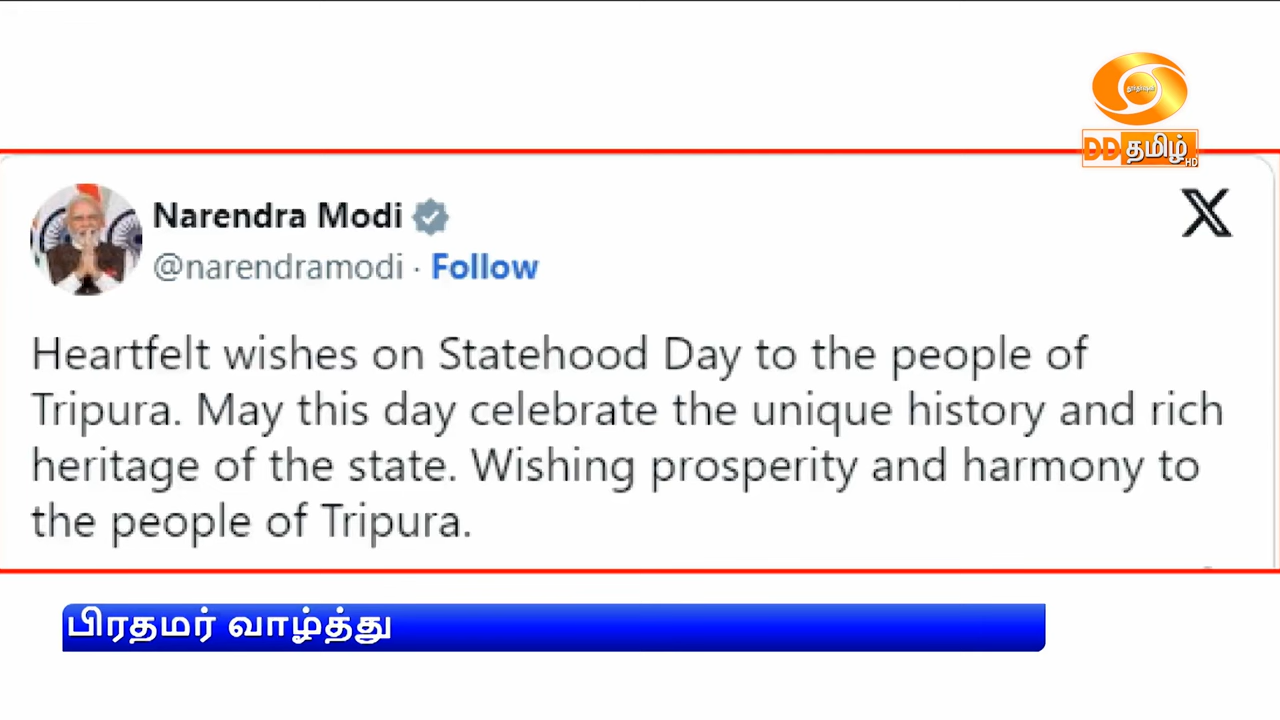 தூர்தர்ஷன்
DD தமிழ் HD
Narendra Modi
@narendramodi · Follow
Heartfelt wishes on Statehood Day to the people of
Tripura. May this day celebrate the unique history and rich
heritage of the state. Wishing prosperity and harmony to
the people of Tripura.
பிரதமர் வாழ்த்து